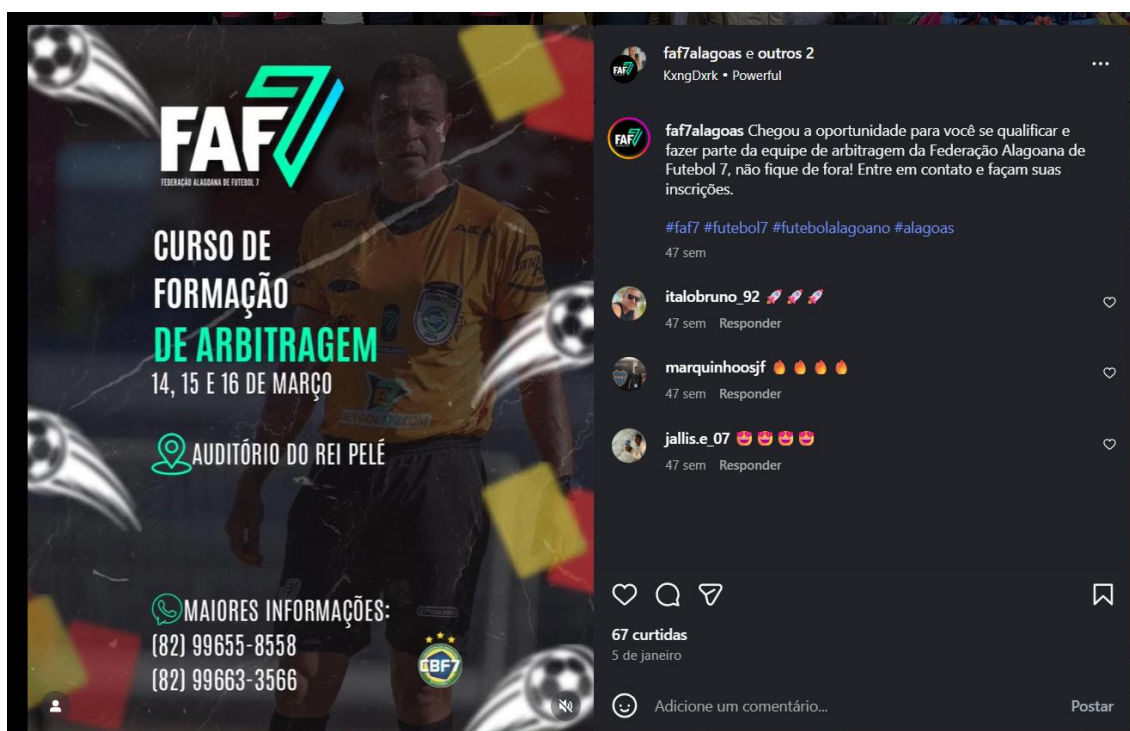 FAF7
FEDERAÇÃO ALAGOANA DE FUTEBOL 7
CURSO DE
FORMAÇÃO
DE ARBITRAGEM
14, 15 E 16 DE MARÇO
AUDITÓRIO DO REI PELÉ
MAIORES INFORMAÇÕES:
(82) 99655-8558
(82) 99663-3566
CBF7
faf7alagoas e outros 2
KxngDxrk • Powerful
faf7alagoas Chegou a oportunidade para você se qualificar e
fazer parte da equipe de arbitragem da Federação Alagoana de
Futebol 7, não fique de fora! Entre em contato e façam suas
inscrições.
#faf7 #futebol7 #futebolalagoano #alagoas
47 sem
italobruno_92 🚀 🚀 🚀
47 sem Responder
marquinhoosjf 🔥 🔥 🔥 🔥
47 sem Responder
jallis.e_07 🤩 🤩 🤩 🤩
47 sem Responder
67 curtidas
5 de janeiro
Adicione um comentário...
Postar